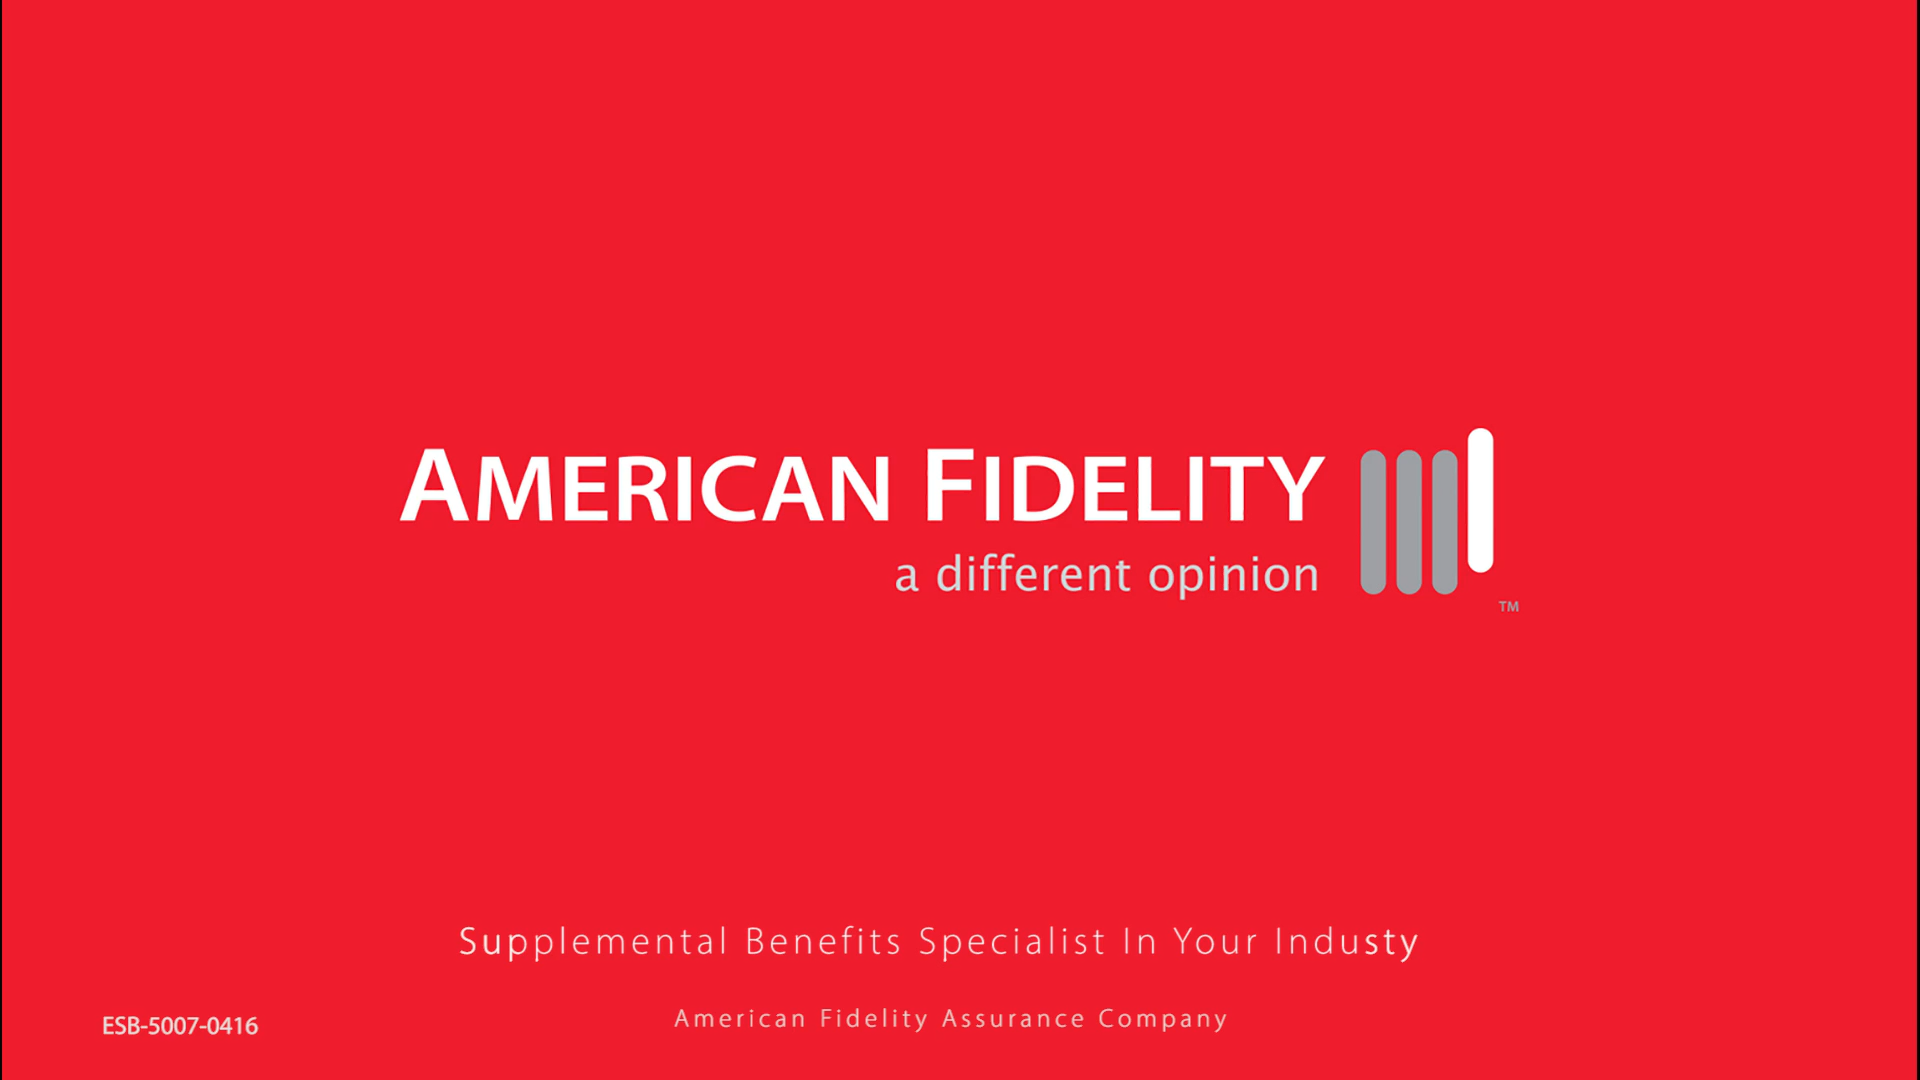 AMERICAN FIDELITY
a different opinion
TM
Supplemental Benefits Specialist In Your Industy
American Fidelity Assurance Company
ESB-5007-0416